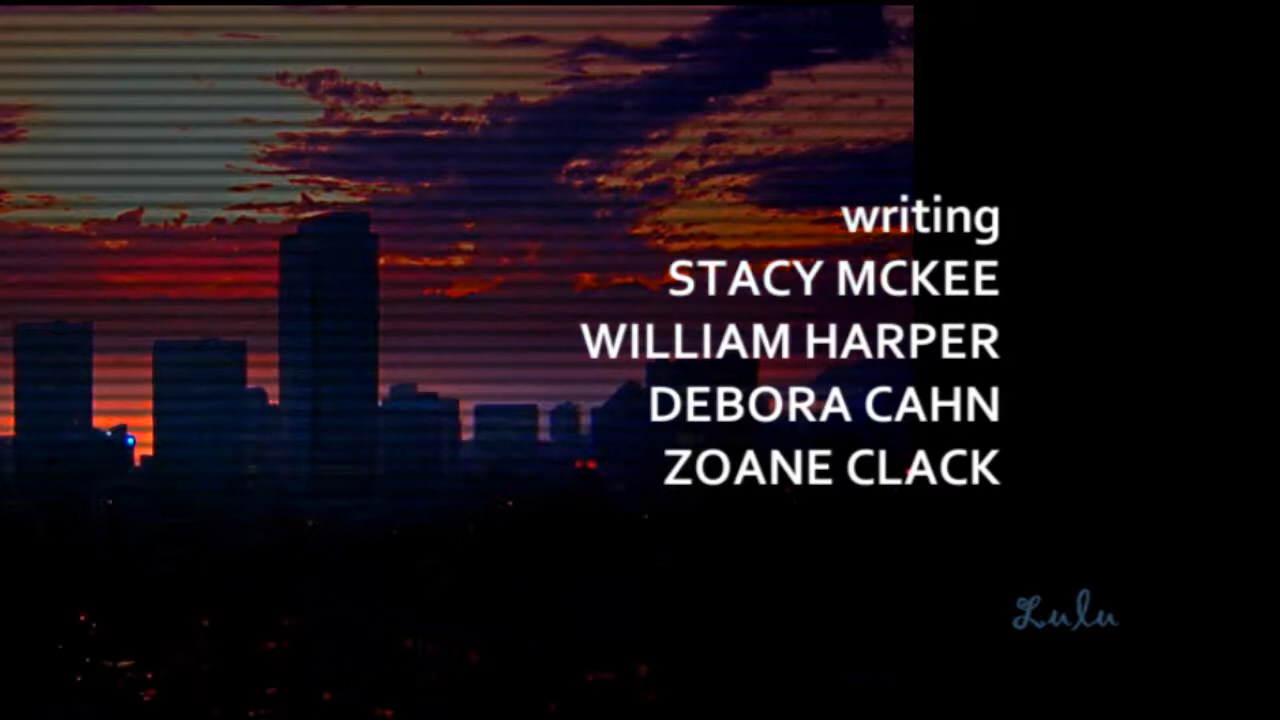 writing
STACY MCKEE
WILLIAM HARPER
DEBORA CAHN
ZOANE CLACK
Lulu